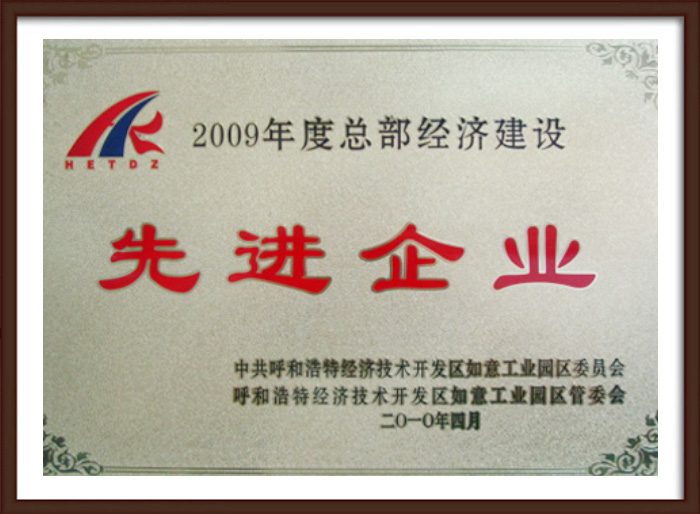 HETDZ
2009年度总部经济建设
先进企业
中共呼和浩特经济技术开发区如意工业园区委员会
呼和浩特经济技术开发区如意工业园区管委会
二〇一〇年四月